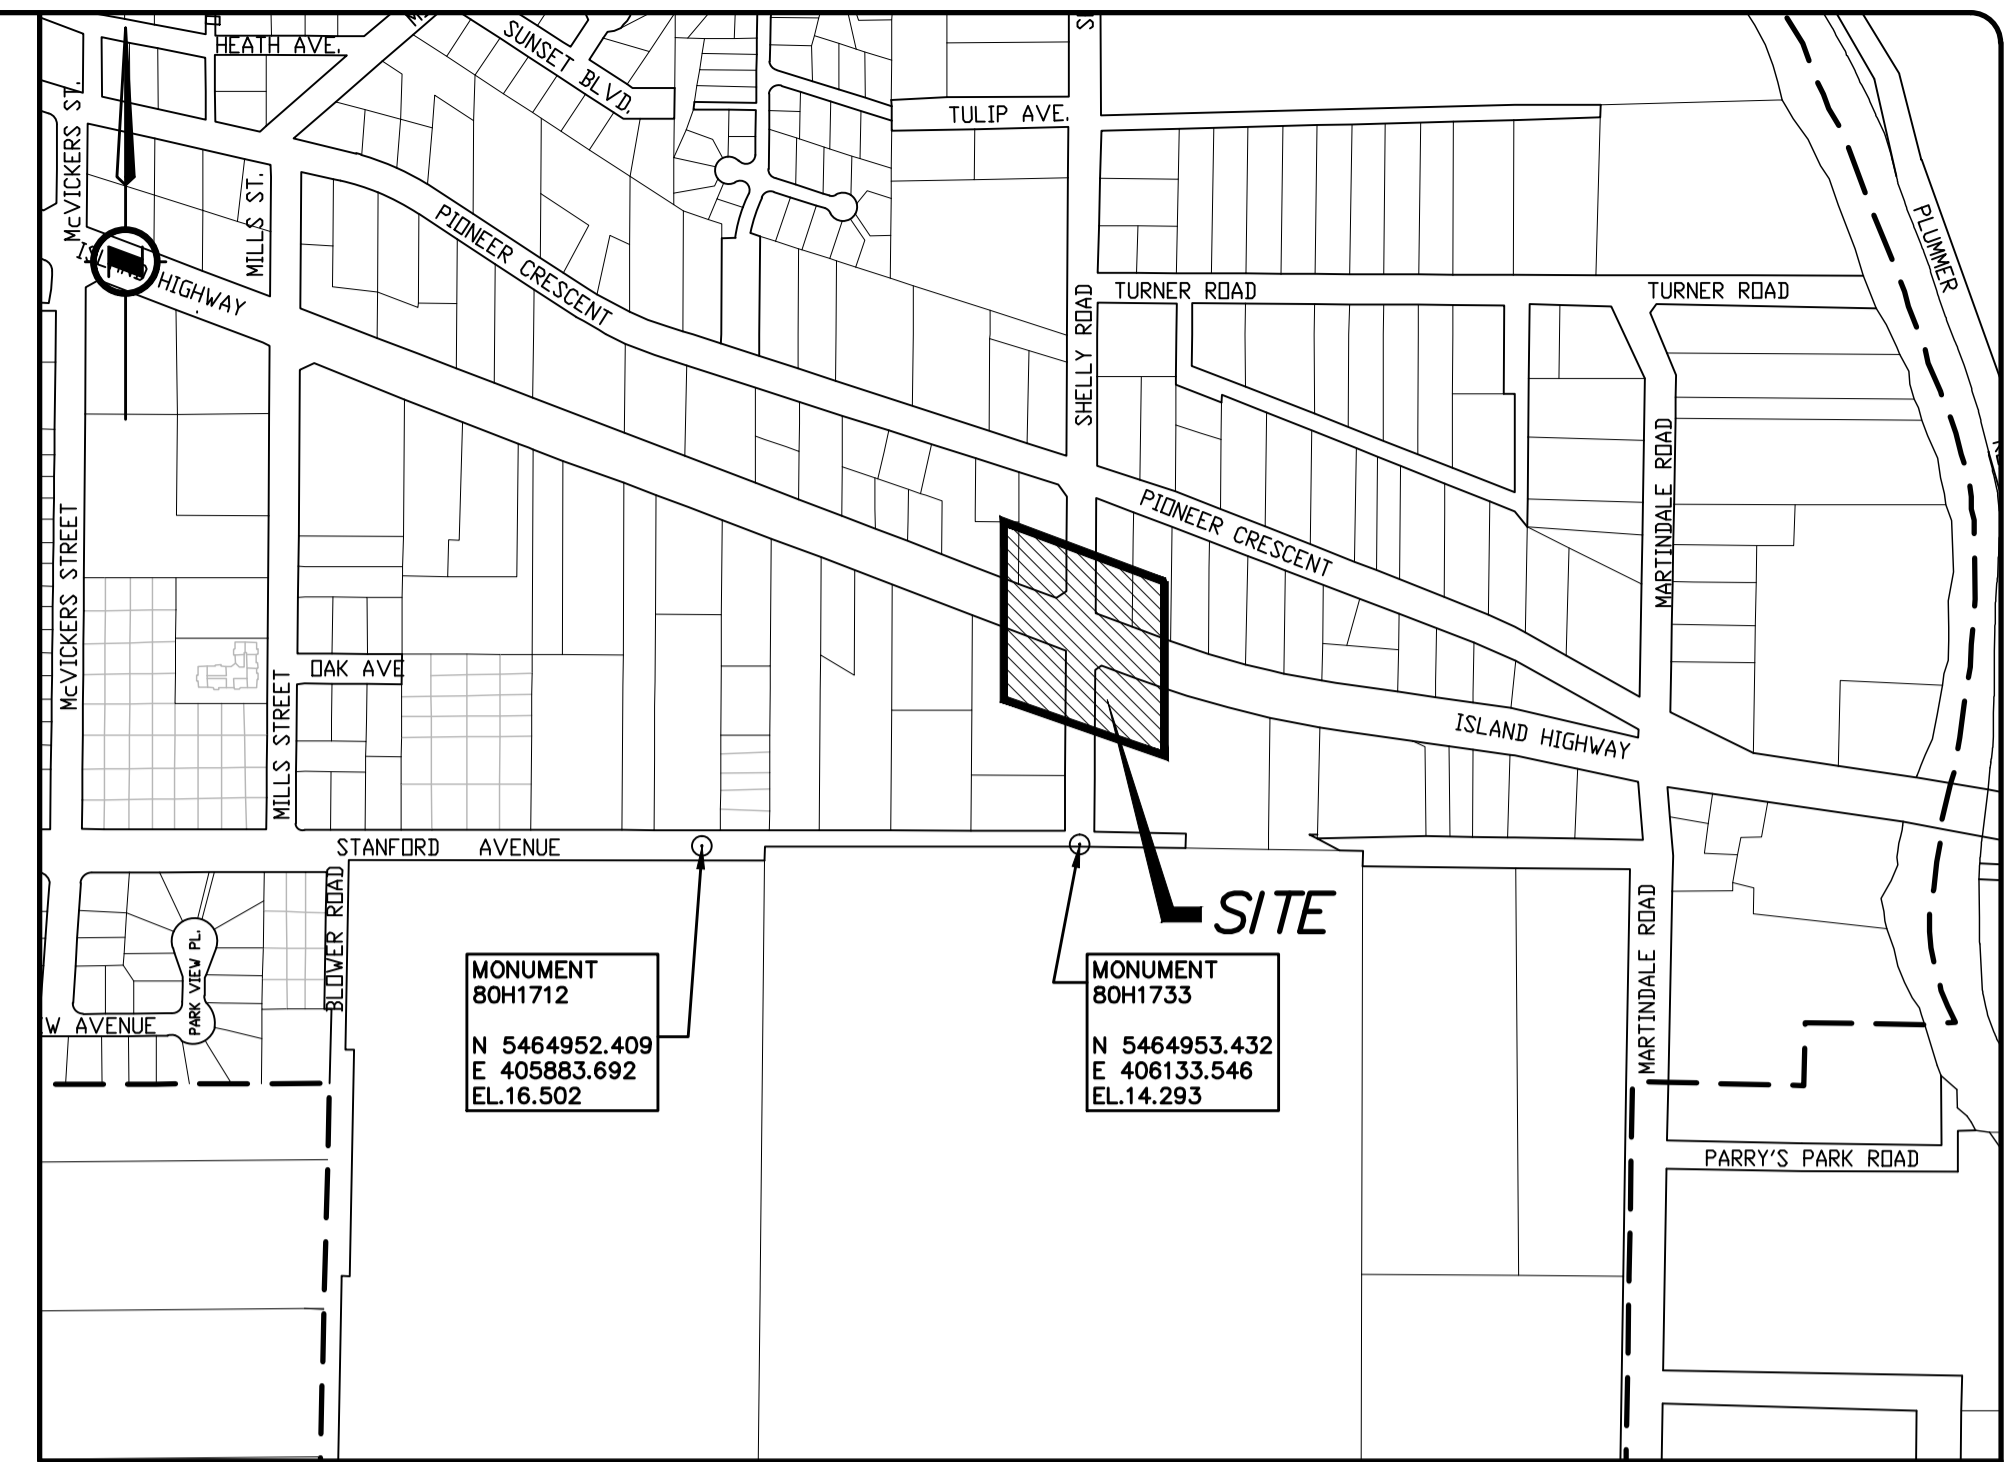 HEATH AVE.
SUNSET BLVD.
TULIP AVE.
McVICKERS ST.
MILLS ST.
ISLAND HIGHWAY
PIONEER CRESCENT
SHELLY ROAD
TURNER ROAD
TURNER ROAD
PLUMMER
MARTINDALE ROAD
PIONEER CRESCENT
McVICKERS STREET
OAK AVE
MILLS STREET
ISLAND HIGHWAY
STANFORD AVENUE
BLOWER ROAD
PARK VIEW PL.
W AVENUE
SITE
MONUMENT
80H1712
N 5464952.409
E 405883.692
EL.16.502
MONUMENT
80H1733
N 5464953.432
E 406133.546
EL.14.293
MARTINDALE ROAD
PARRY'S PARK ROAD